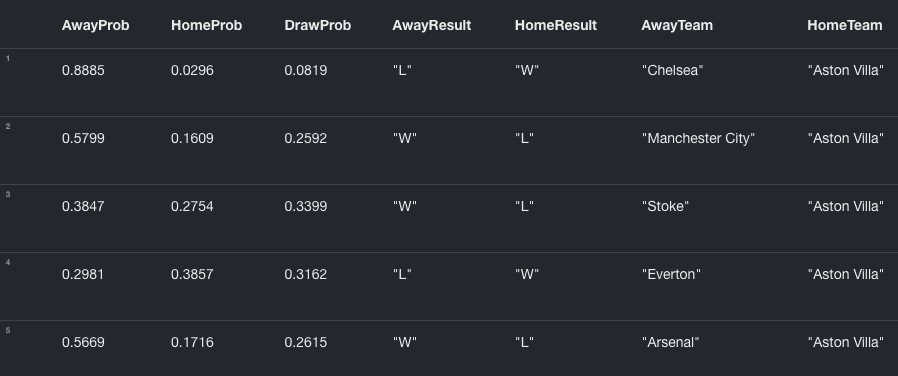 AwayProb HomeProb DrawProb AwayResult HomeResult AwayTeam HomeTeam
1 0.8885 0.0296 0.0819 "L" "W" "Chelsea" "Aston Villa"
2 0.5799 0.1609 0.2592 "W" "L" "Manchester City" "Aston Villa"
3 0.3847 0.2754 0.3399 "W" "L" "Stoke" "Aston Villa"
4 0.2981 0.3857 0.3162 "L" "W" "Everton" "Aston Villa"
5 0.5669 0.1716 0.2615 "W" "L" "Arsenal" "Aston Villa"